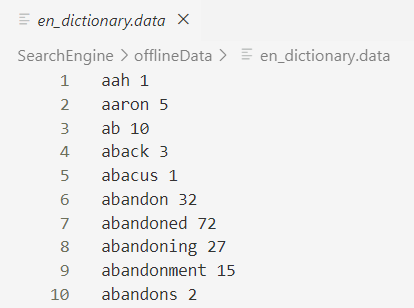 en_dictionary.data ×
SearchEngine > offlineData > en_dictionary.data
1 aah 1
2 aaron 5
3 ab 10
4 aback 3
5 abacus 1
6 abandon 32
7 abandoned 72
8 abandoning 27
9 abandonment 15
10 abandons 2